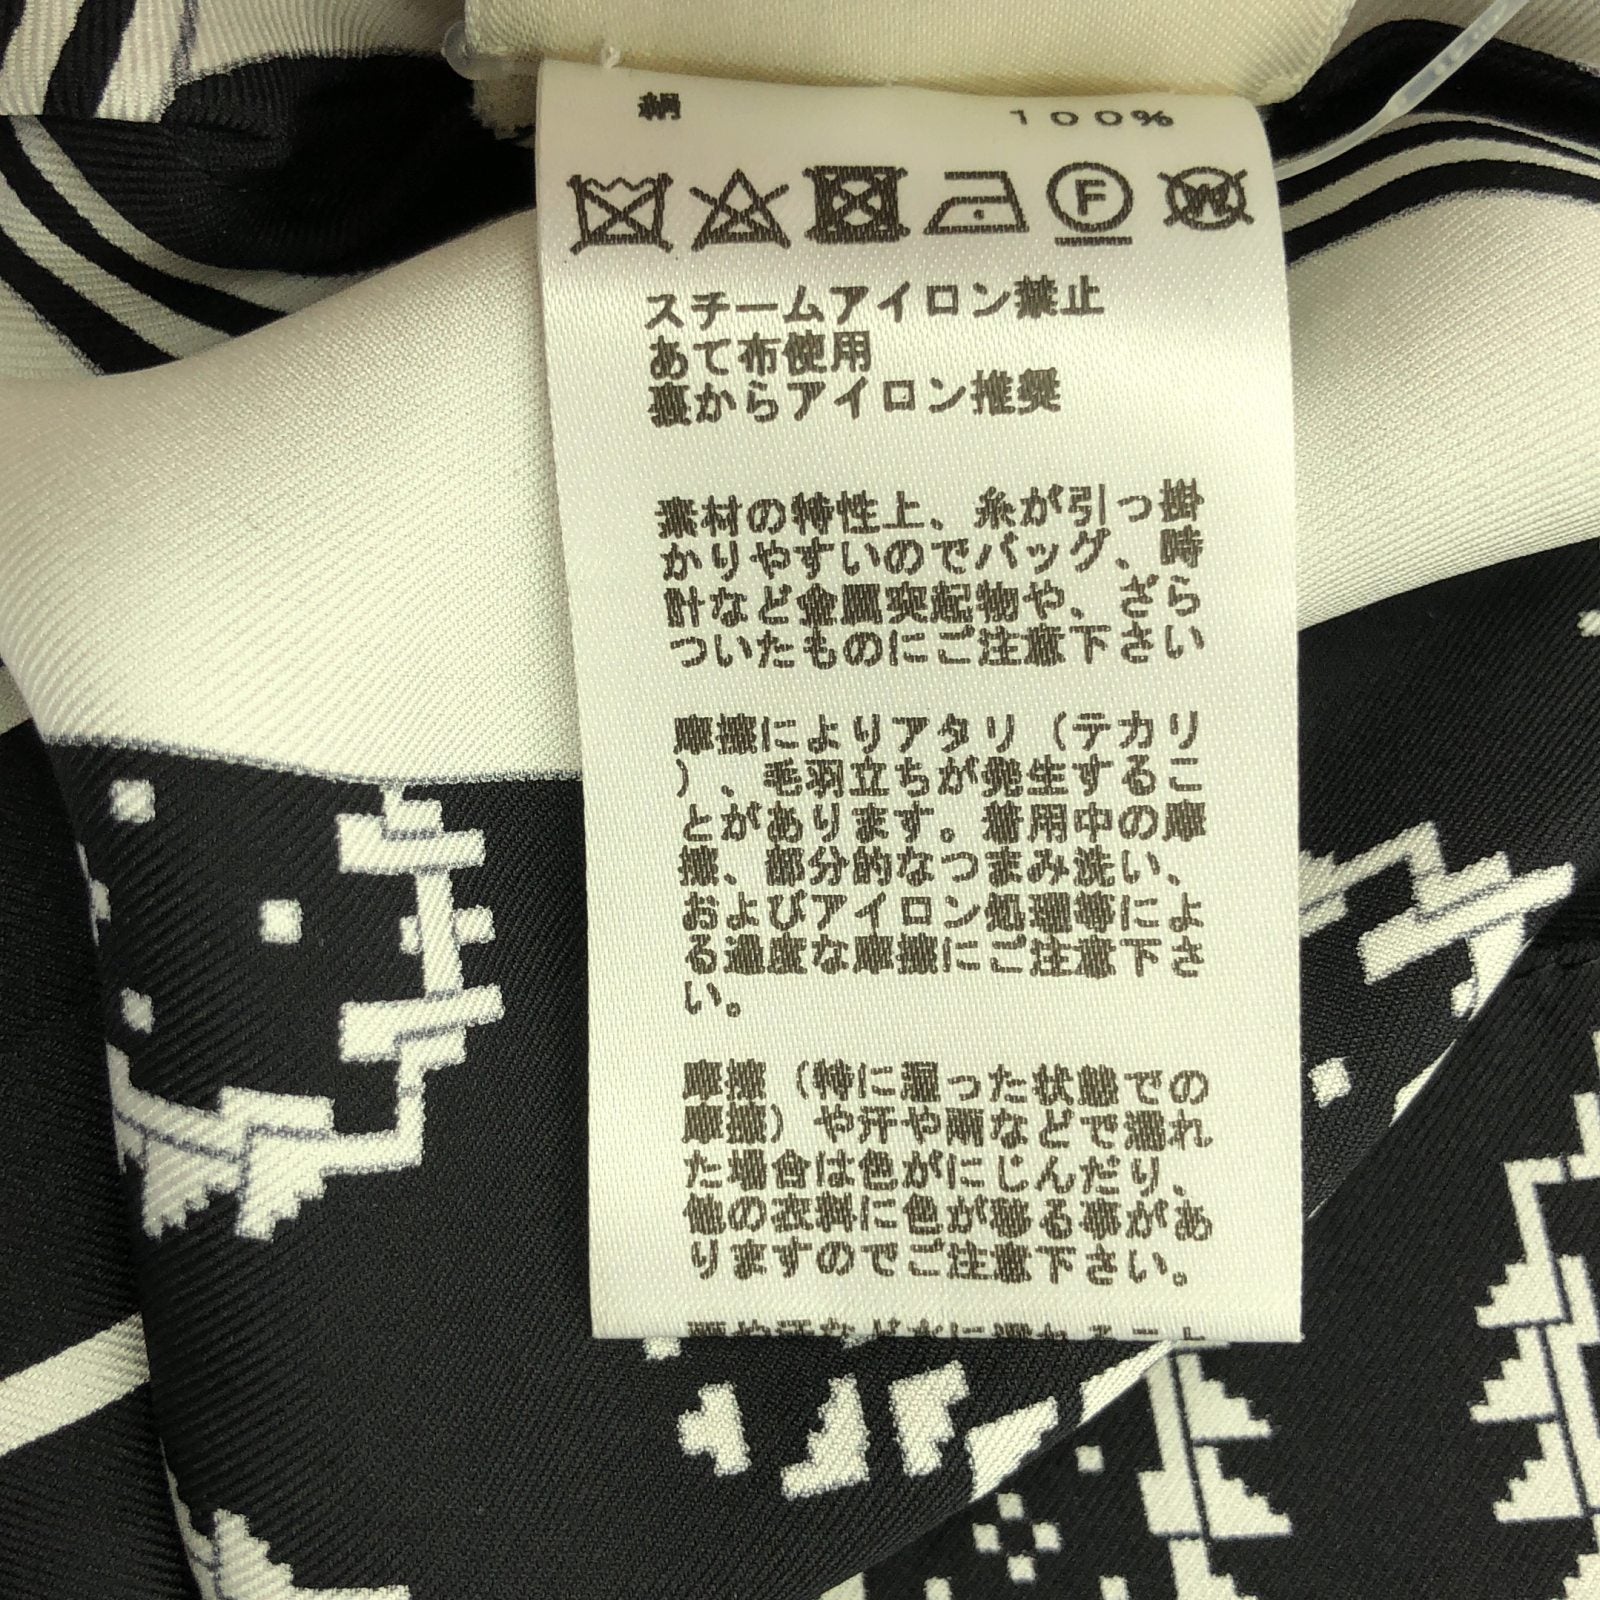 絹 100%
F W
スチームアイロン禁止
あて布使用
裏からアイロン推奨
素材の特性上、糸が引っ掛
かりやすいのでバッグ、時
計など金属突起物や、ざら
ついたものにご注意下さい
摩擦によりアタリ（テカリ
）、毛羽立ちが発生するこ
とがあります。着用中の摩
擦、部分的なつまみ洗い、
およびアイロン処理等によ
る過度な摩擦にご注意下さ
い。
摩擦（特に湿った状態での
摩擦）や汗や雨などで濡れ
た場合は色がにじんだり、
他の衣料に色が移る事があ
りますのでご注意下さい。